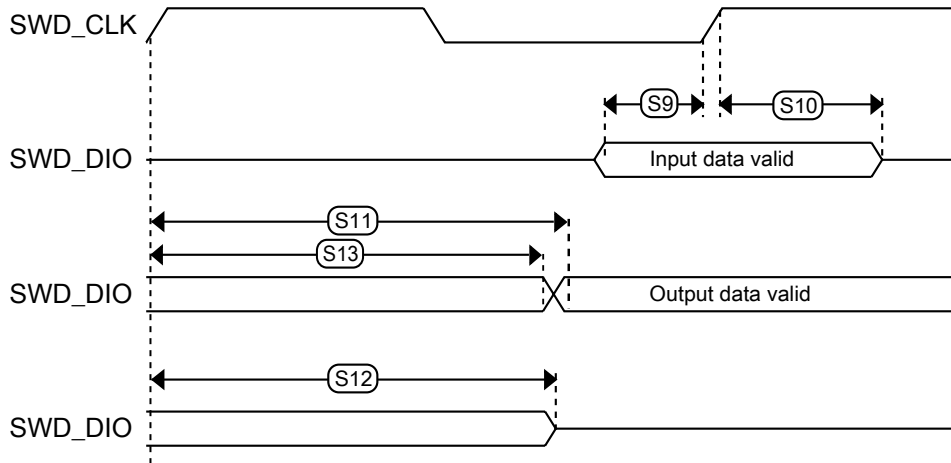 SWD_CLK
S9
S10
SWD_DIO
Input data valid
S11
S13
SWD_DIO
Output data valid
S12
SWD_DIO